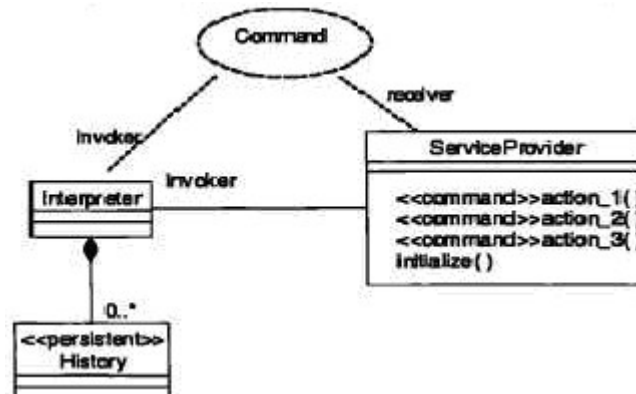 Command
Invoker
receiver
Invoker
Interpreter
ServiceProvider
<<command>>action_1( )
<<command>>action_2( )
<<command>>action_3( )
initialize( )
0..*
<<persistent>>
History